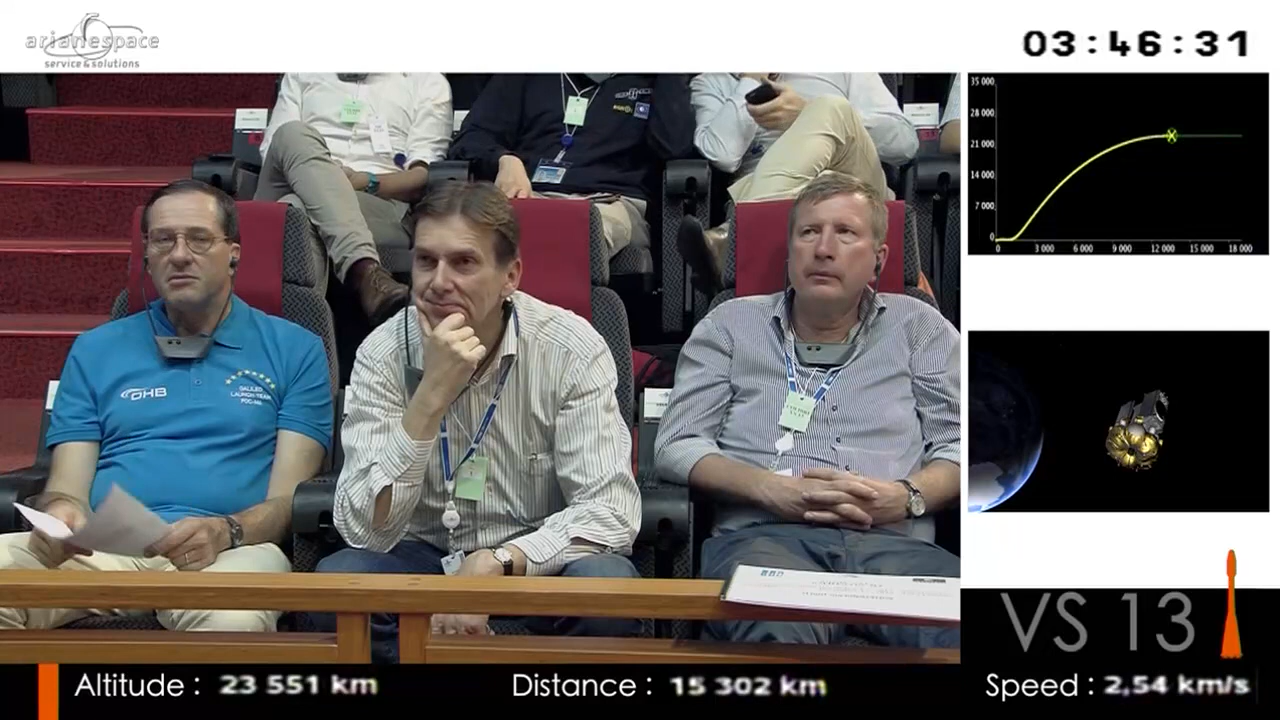 arianespace
service & solutions
03:46:31
35 000
28 000
21 000
14 000
7 000
0
0 3 000 6 000 9 000 12 000 15 000 18 000
OHB
GALILEO
LAUNCH TEAM
VS 13
Altitude : 23 551 km
Distance : 15 302 km
Speed : 2,54 km/s